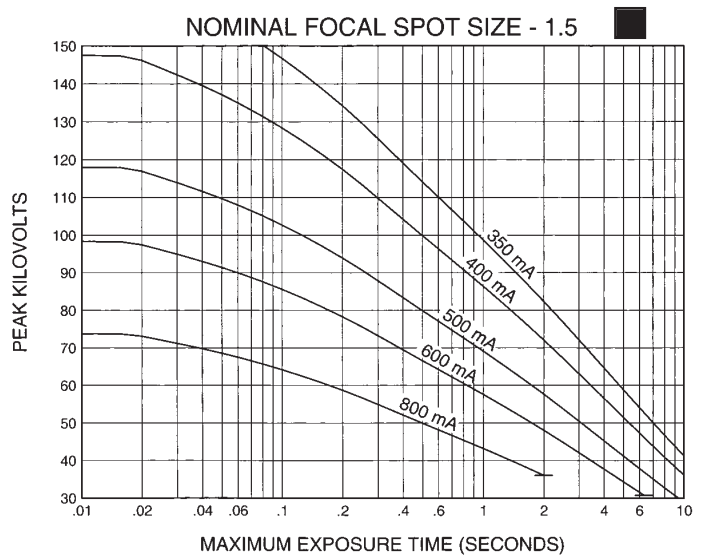 NOMINAL FOCAL SPOT SIZE - 1.5
150
140
130
120
110
100
90
80
70
60
50
40
30
PEAK KILOVOLTS
350 mA
400 mA
500 mA
600 mA
800 mA
.01 .02 .04 .06 .1 .2 .4 .6 1 2 4 6 10
MAXIMUM EXPOSURE TIME (SECONDS)